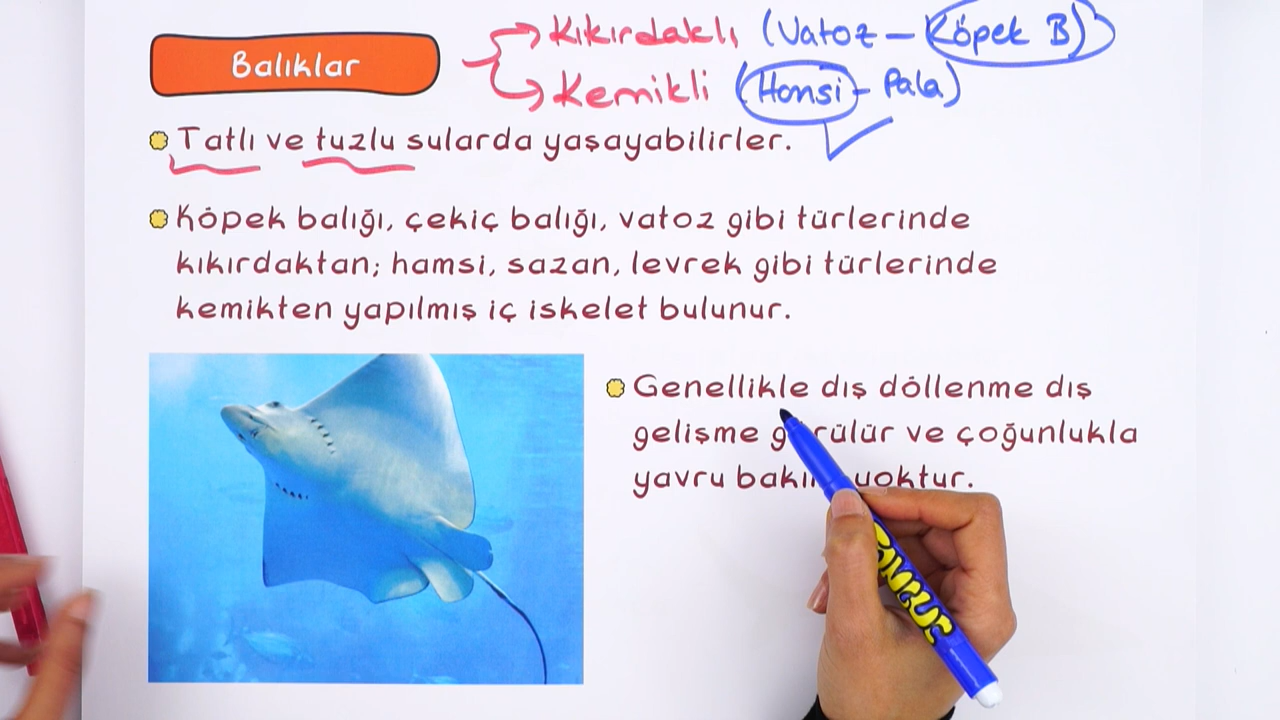 Balıklar
Kıkırdaklı (Vatoz - Köpek B)
Kemikli (Hamsi - Pala)
Tatlı ve tuzlu sularda yaşayabilirler.
Köpek balığı, çekiç balığı, vatoz gibi türlerinde
kıkırdaktan; hamsi, sazan, levrek gibi türlerinde
kemikten yapılmış iç iskelet bulunur.
Genellikle dış döllenme dış
gelişme görülür ve çoğunlukla
yavru bakımı yoktur.